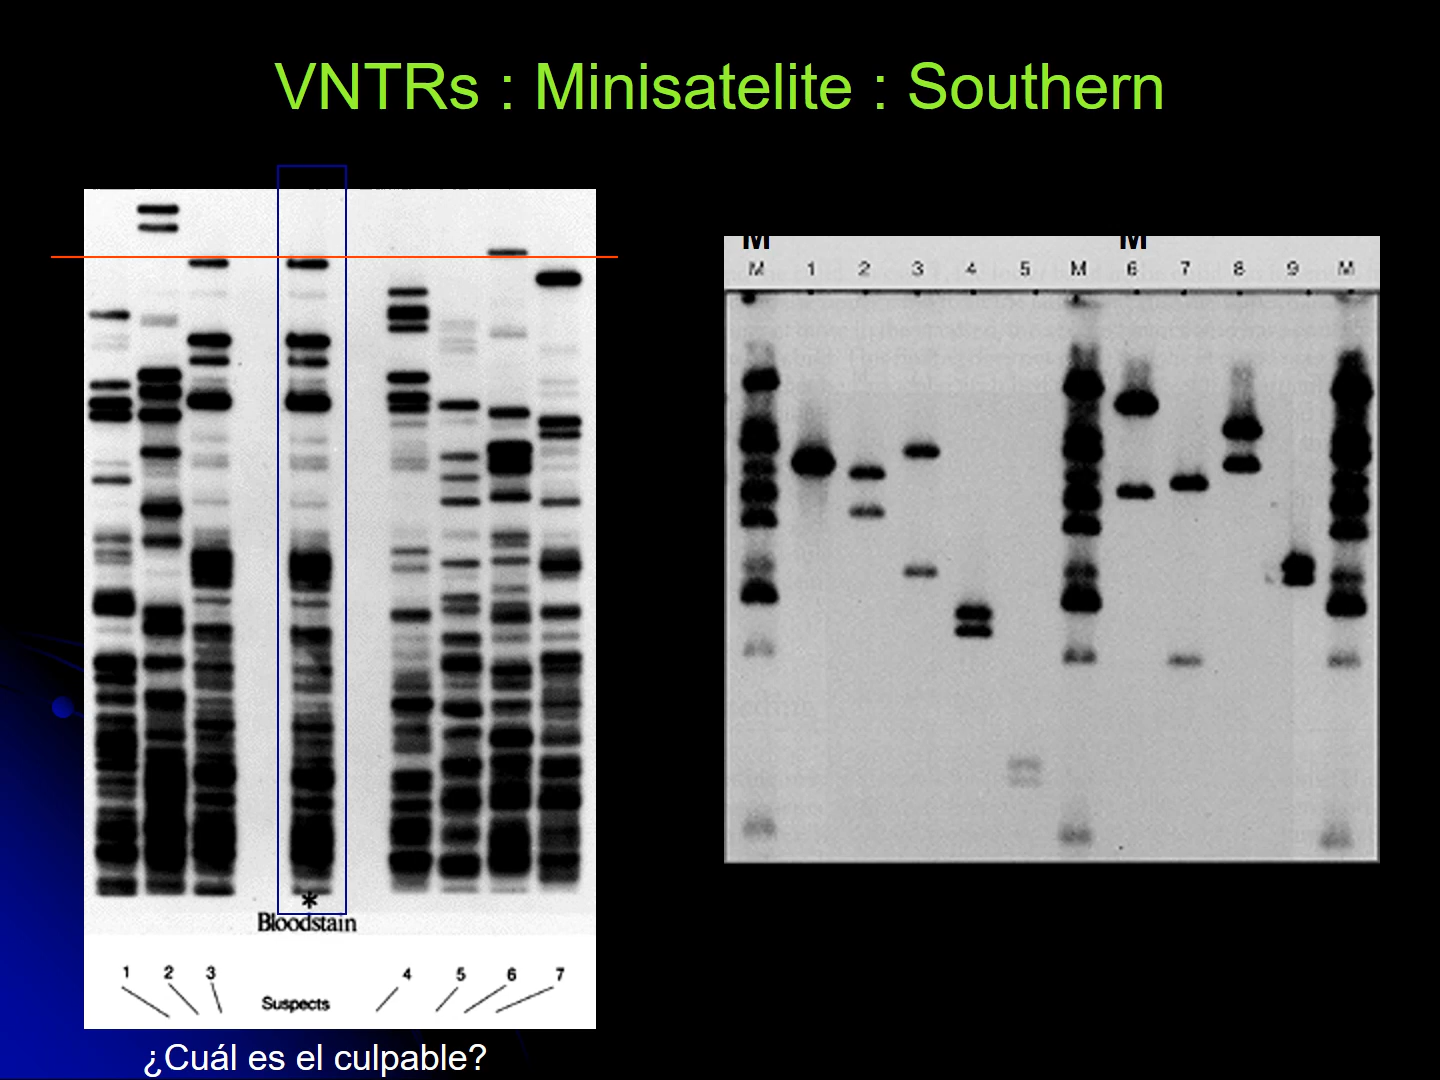 VNTRs : Minisatelite : Southern
M M
M 1 2 3 4 5 M 6 7 8 9 M
*
Bloodstain
1 2 3 4 5 6 7
Suspects
¿Cuál es el culpable?